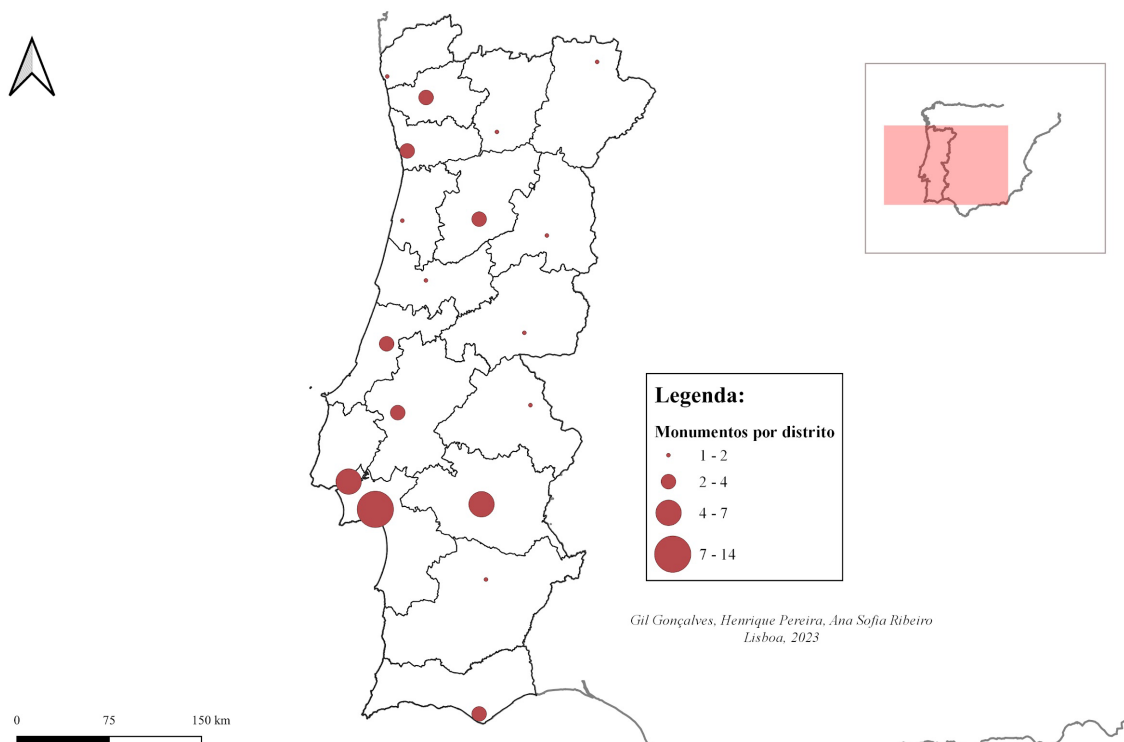 Legenda:
Monumentos por distrito
1 - 2
2 - 4
4 - 7
7 - 14
Gil Gonçalves, Henrique Pereira, Ana Sofia Ribeiro
Lisboa, 2023
0 75 150 km